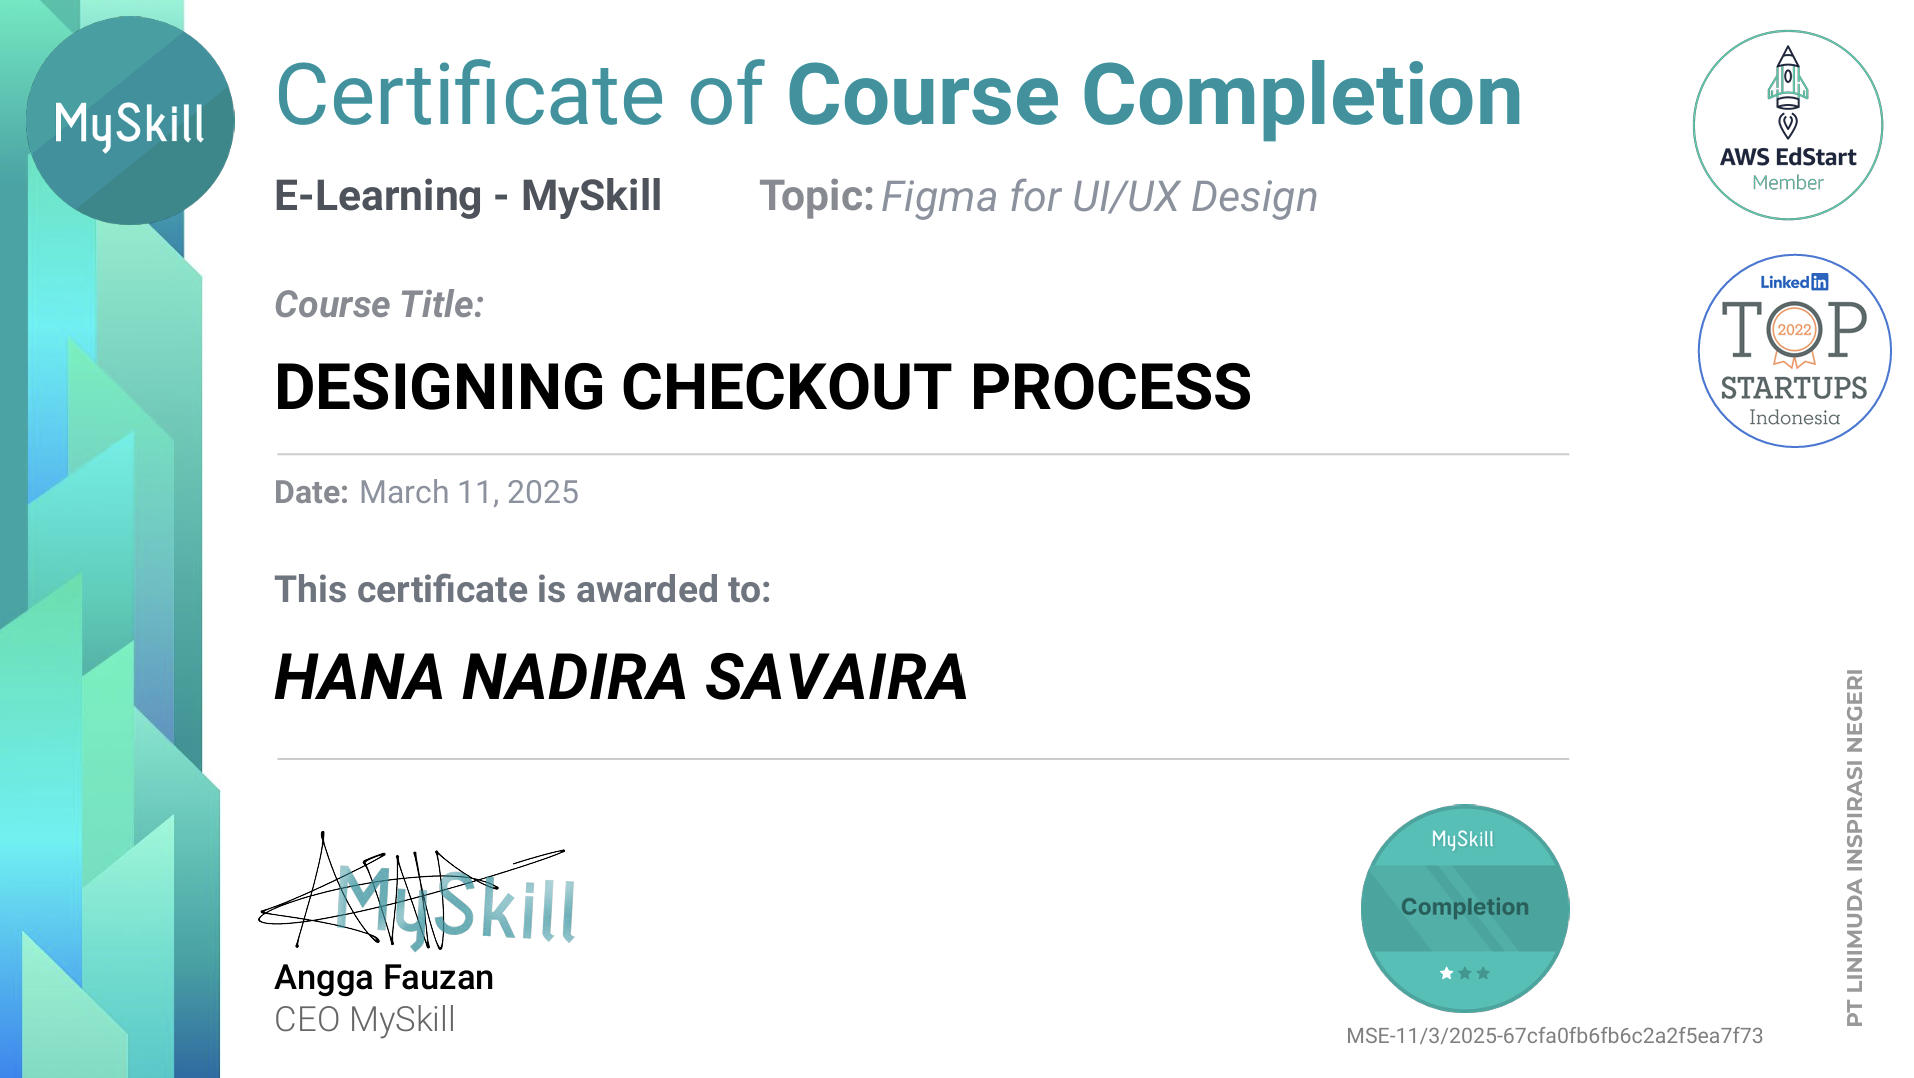 MySkill
Certificate of Course Completion
E-Learning - MySkill
Topic: Figma for UI/UX Design
Course Title:
DESIGNING CHECKOUT PROCESS
Date: March 11, 2025
This certificate is awarded to:
HANA NADIRA SAVAIRA
MySkill
Angga Fauzan
CEO MySkill
AWS EdStart
Member
LinkedIn
TOP
2022
STARTUPS
Indonesia
PT LINIMUDA INSPIRASI NEGERI
MySkill
Completion
MSE-11/3/2025-67cfa0fb6fb6c2a2f5ea7f73